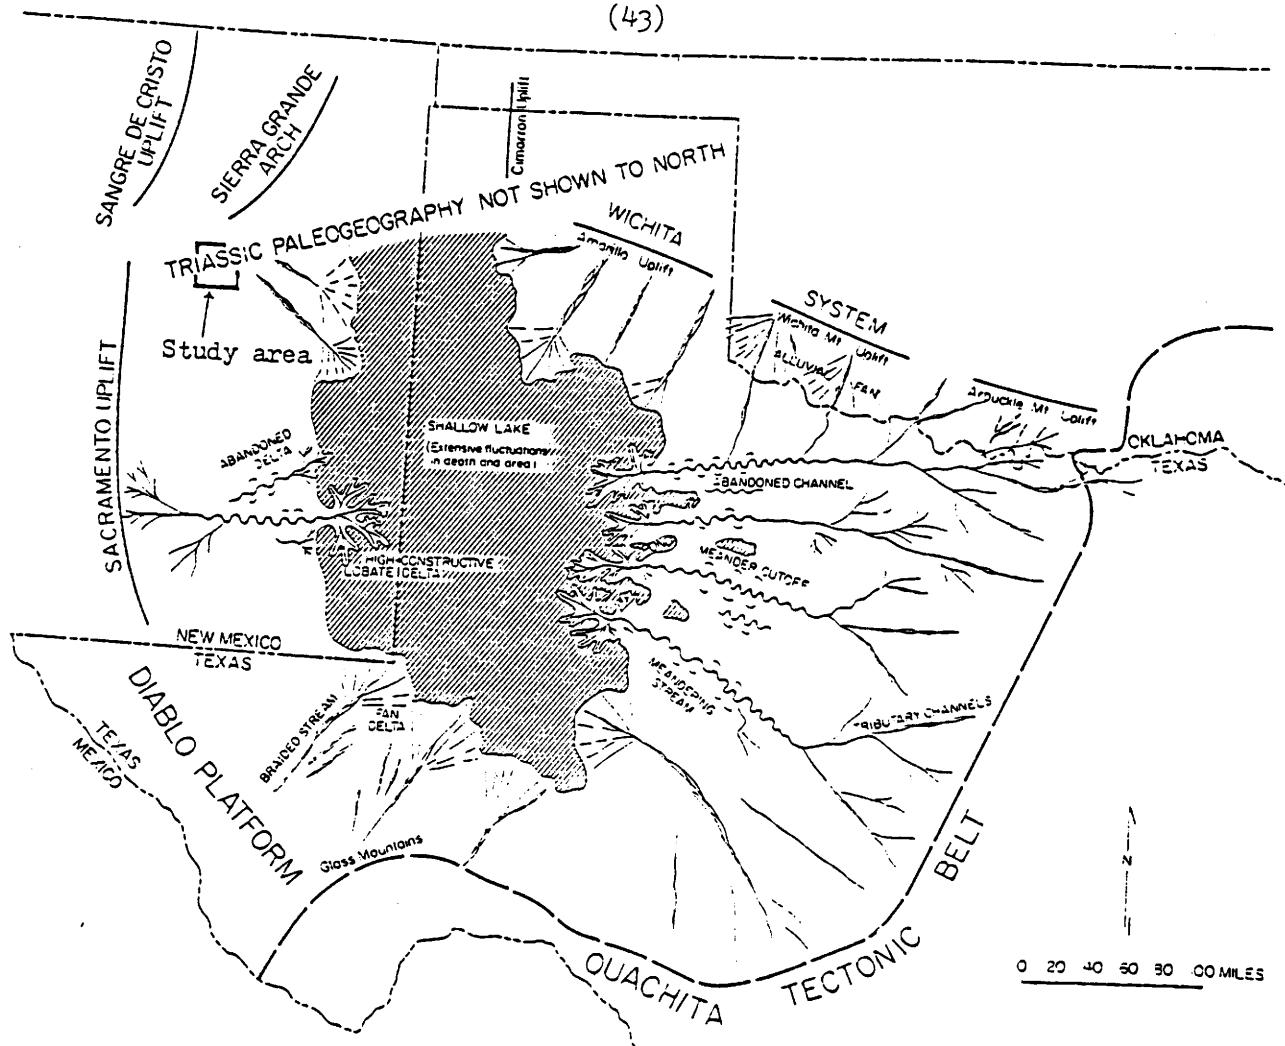 (43)
SANGRE DE CRISTO
UPLIFT
SIERRA GRANDE
ARCH
Cimarron Uplift
TRIASSIC PALEOGEOGRAPHY NOT SHOWN TO NORTH
WICHITA
Amarillo Uplift
SYSTEM
Wichita Mt Uplift
ALLUVIAL FAN
Arbuckle Mt Uplift
Study area
SACRAMENTO UPLIFT
SHALLOW LAKE
(Extensive fluctuations
in depth and area)
ABANDONED
DELTA
OKLAHOMA
TEXAS
ABANDONED CHANNEL
HIGH-CONSTRUCTIVE
LOBATE DELTA
MEANDER CUTOFF
NEW MEXICO
TEXAS
MEANDERING
STREAM
TRIBUTARY CHANNELS
DIABLO PLATFORM
BRAIDED STREAM
FAN
DELTA
TEXAS
MEXICO
Glass Mountains
OUACHITA TECTONIC BELT
N
0 20 40 60 80 00 MILES